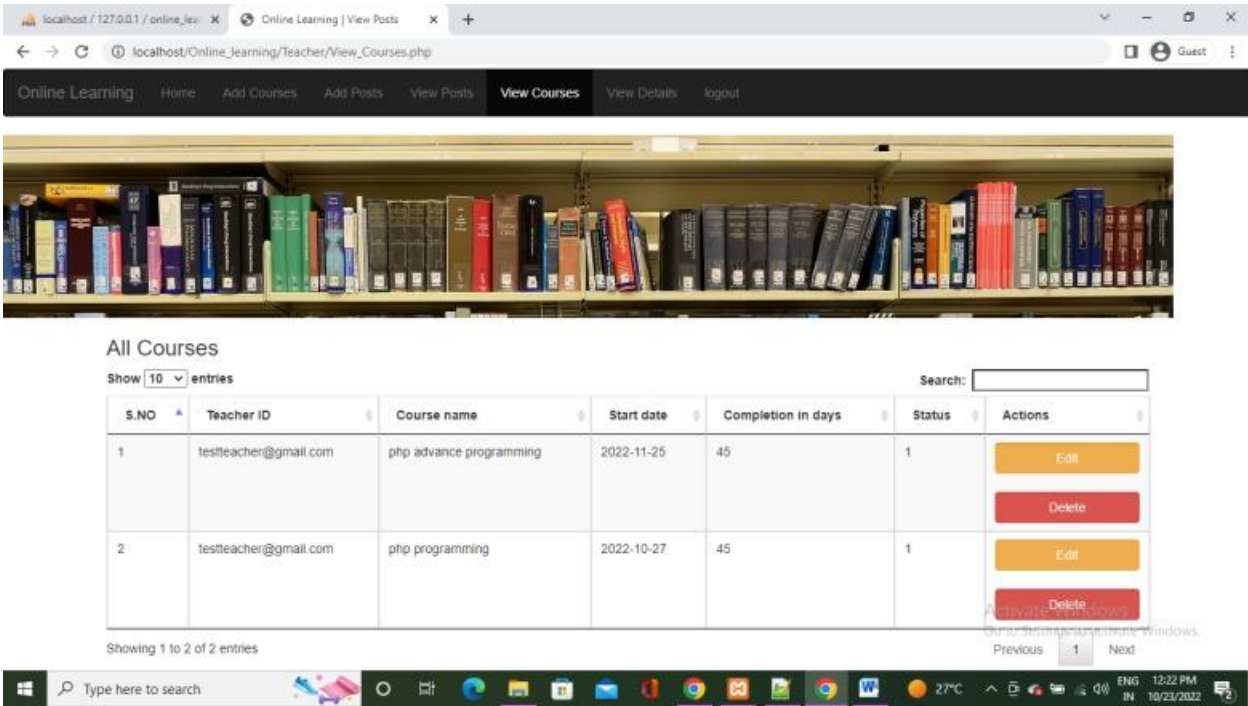 localhost / 127.0.0.1 / online_lea
Online Learning | View Posts
localhost/Online_learning/Teacher/View_Courses.php
Guest
Online Learning Home Add Courses Add Posts View Posts View Courses View Details logout
All Courses
Show 10 entries Search:
S.NO Teacher ID Course name Start date Completion in days Status Actions
1 testteacher@gmail.com php advance programming 2022-11-25 45 1 Edit
Delete
2 testteacher@gmail.com php programming 2022-10-27 45 1 Edit
Delete
Activate Windows
Go to Settings to activate Windows.
Showing 1 to 2 of 2 entries Previous 1 Next
Type here to search 27°C ENG 12:22 PM
IN 10/23/2022 2